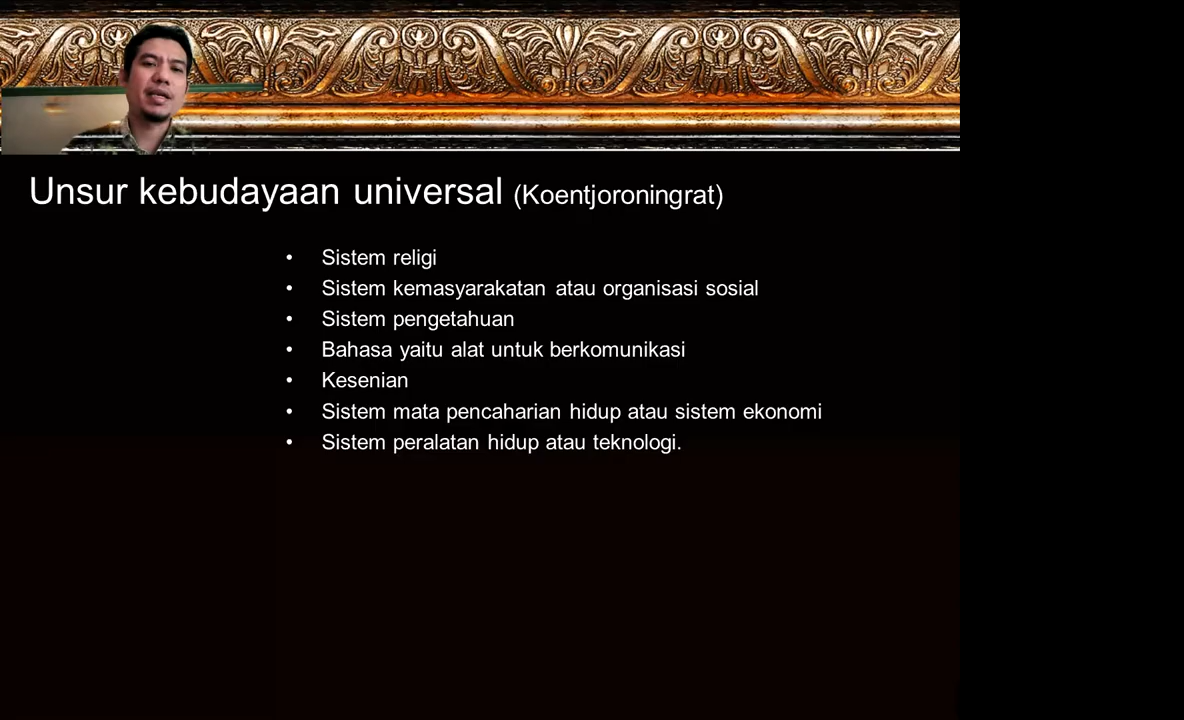 Unsur kebudayaan universal (Koentjoroningrat)
• Sistem religi
• Sistem kemasyarakatan atau organisasi sosial
• Sistem pengetahuan
• Bahasa yaitu alat untuk berkomunikasi
• Kesenian
• Sistem mata pencaharian hidup atau sistem ekonomi
• Sistem peralatan hidup atau teknologi.